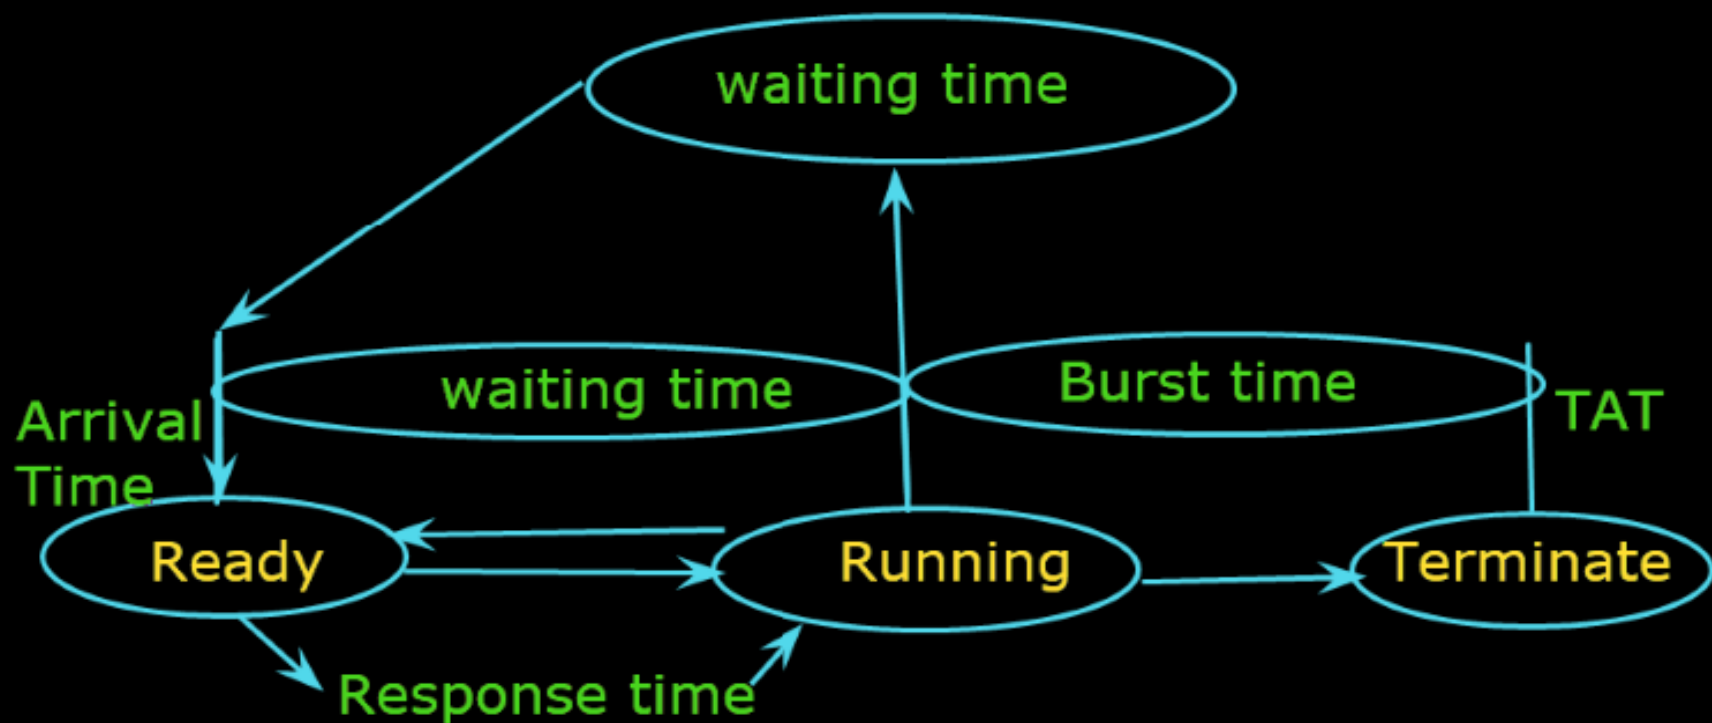 waiting time
waiting time
Burst time
Arrival
Time
TAT
Ready
Running
Terminate
Response time